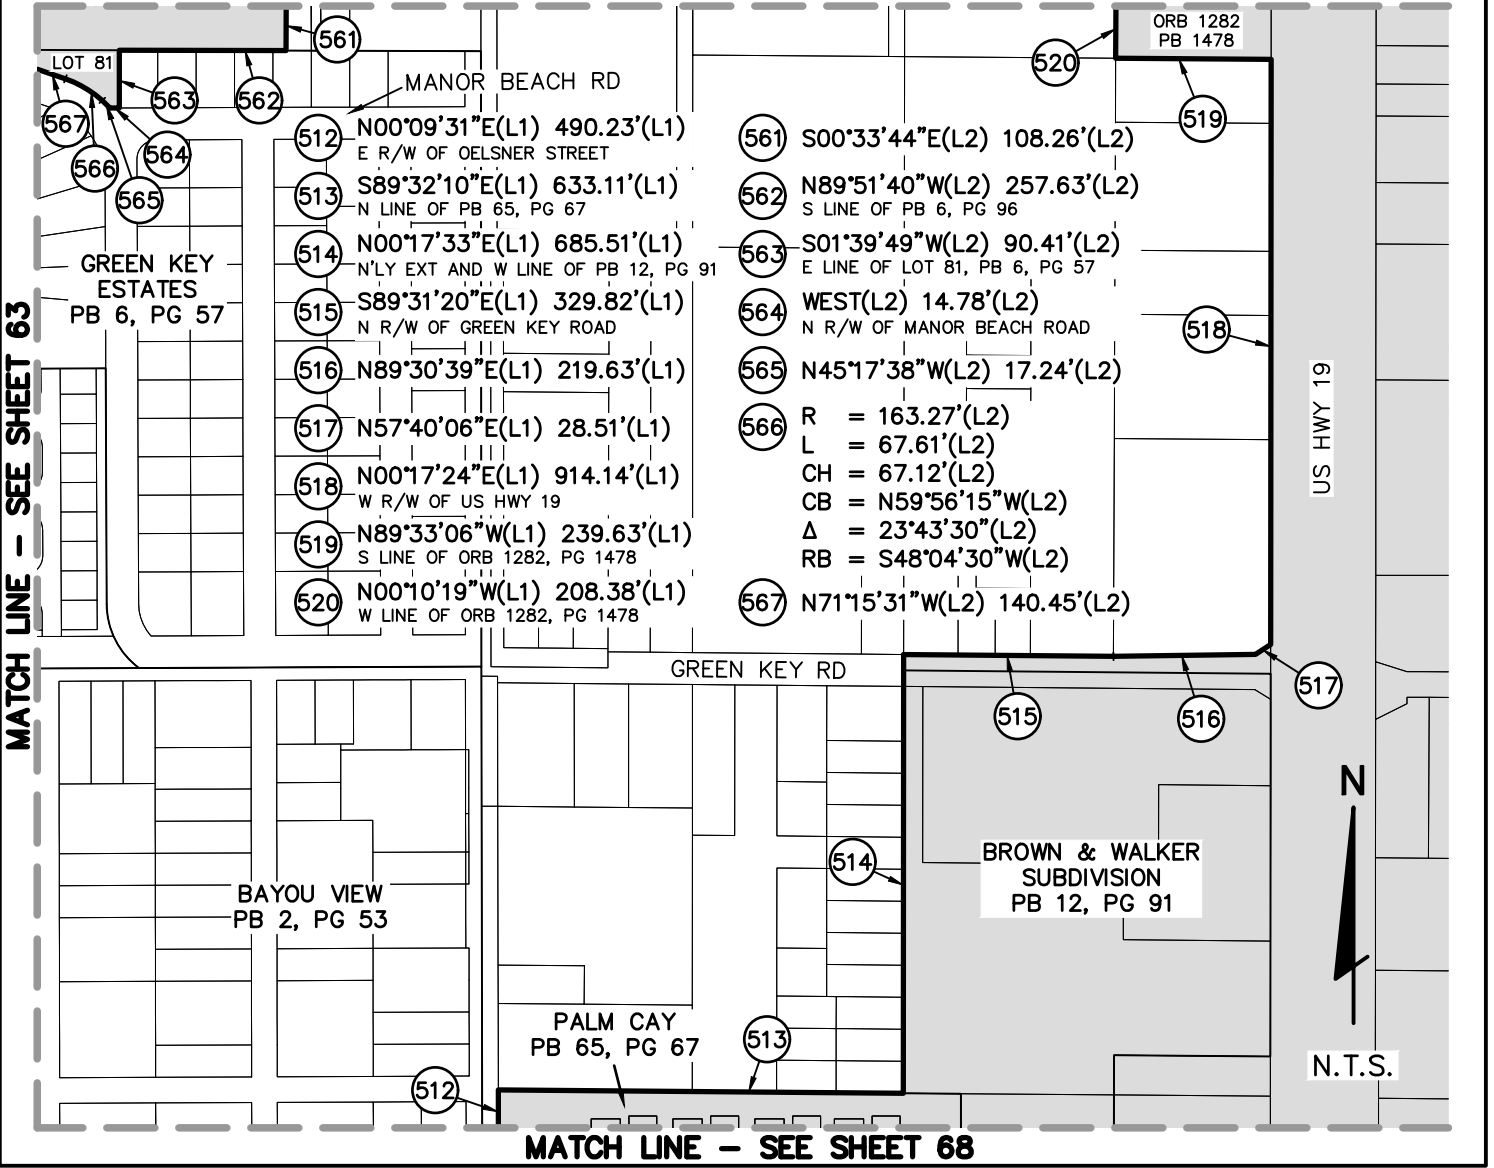 ORB 1282
PB 1478
561
520
LOT 81
MANOR BEACH RD
563
562
567
519
564
566
565
512 N00°09'31"E(L1) 490.23'(L1)
E R/W OF OELSNER STREET
513 S89°32'10"E(L1) 633.11'(L1)
N LINE OF PB 65, PG 67
514 N00°17'33"E(L1) 685.51'(L1)
N'LY EXT AND W LINE OF PB 12, PG 91
515 S89°31'20"E(L1) 329.82'(L1)
N R/W OF GREEN KEY ROAD
516 N89°30'39"E(L1) 219.63'(L1)
517 N57°40'06"E(L1) 28.51'(L1)
518 N00°17'24"E(L1) 914.14'(L1)
W R/W OF US HWY 19
519 N89°33'06"W(L1) 239.63'(L1)
S LINE OF ORB 1282, PG 1478
520 N00°10'19"W(L1) 208.38'(L1)
W LINE OF ORB 1282, PG 1478
561 S00°33'44"E(L2) 108.26'(L2)
562 N89°51'40"W(L2) 257.63'(L2)
S LINE OF PB 6, PG 96
563 S01°39'49"W(L2) 90.41'(L2)
E LINE OF LOT 81, PB 6, PG 57
564 WEST(L2) 14.78'(L2)
N R/W OF MANOR BEACH ROAD
565 N45°17'38"W(L2) 17.24'(L2)
566 R = 163.27'(L2)
L = 67.61'(L2)
CH = 67.12'(L2)
CB = N59°56'15"W(L2)
Δ = 23°43'30"(L2)
RB = S48°04'30"W(L2)
567 N71°15'31"W(L2) 140.45'(L2)
GREEN KEY
ESTATES
PB 6, PG 57
518
US HWY 19
MATCH LINE - SEE SHEET 63
GREEN KEY RD
517
515
516
N
514
BROWN & WALKER
SUBDIVISION
PB 12, PG 91
BAYOU VIEW
PB 2, PG 53
PALM CAY
PB 65, PG 67
513
N.T.S.
512
MATCH LINE - SEE SHEET 68